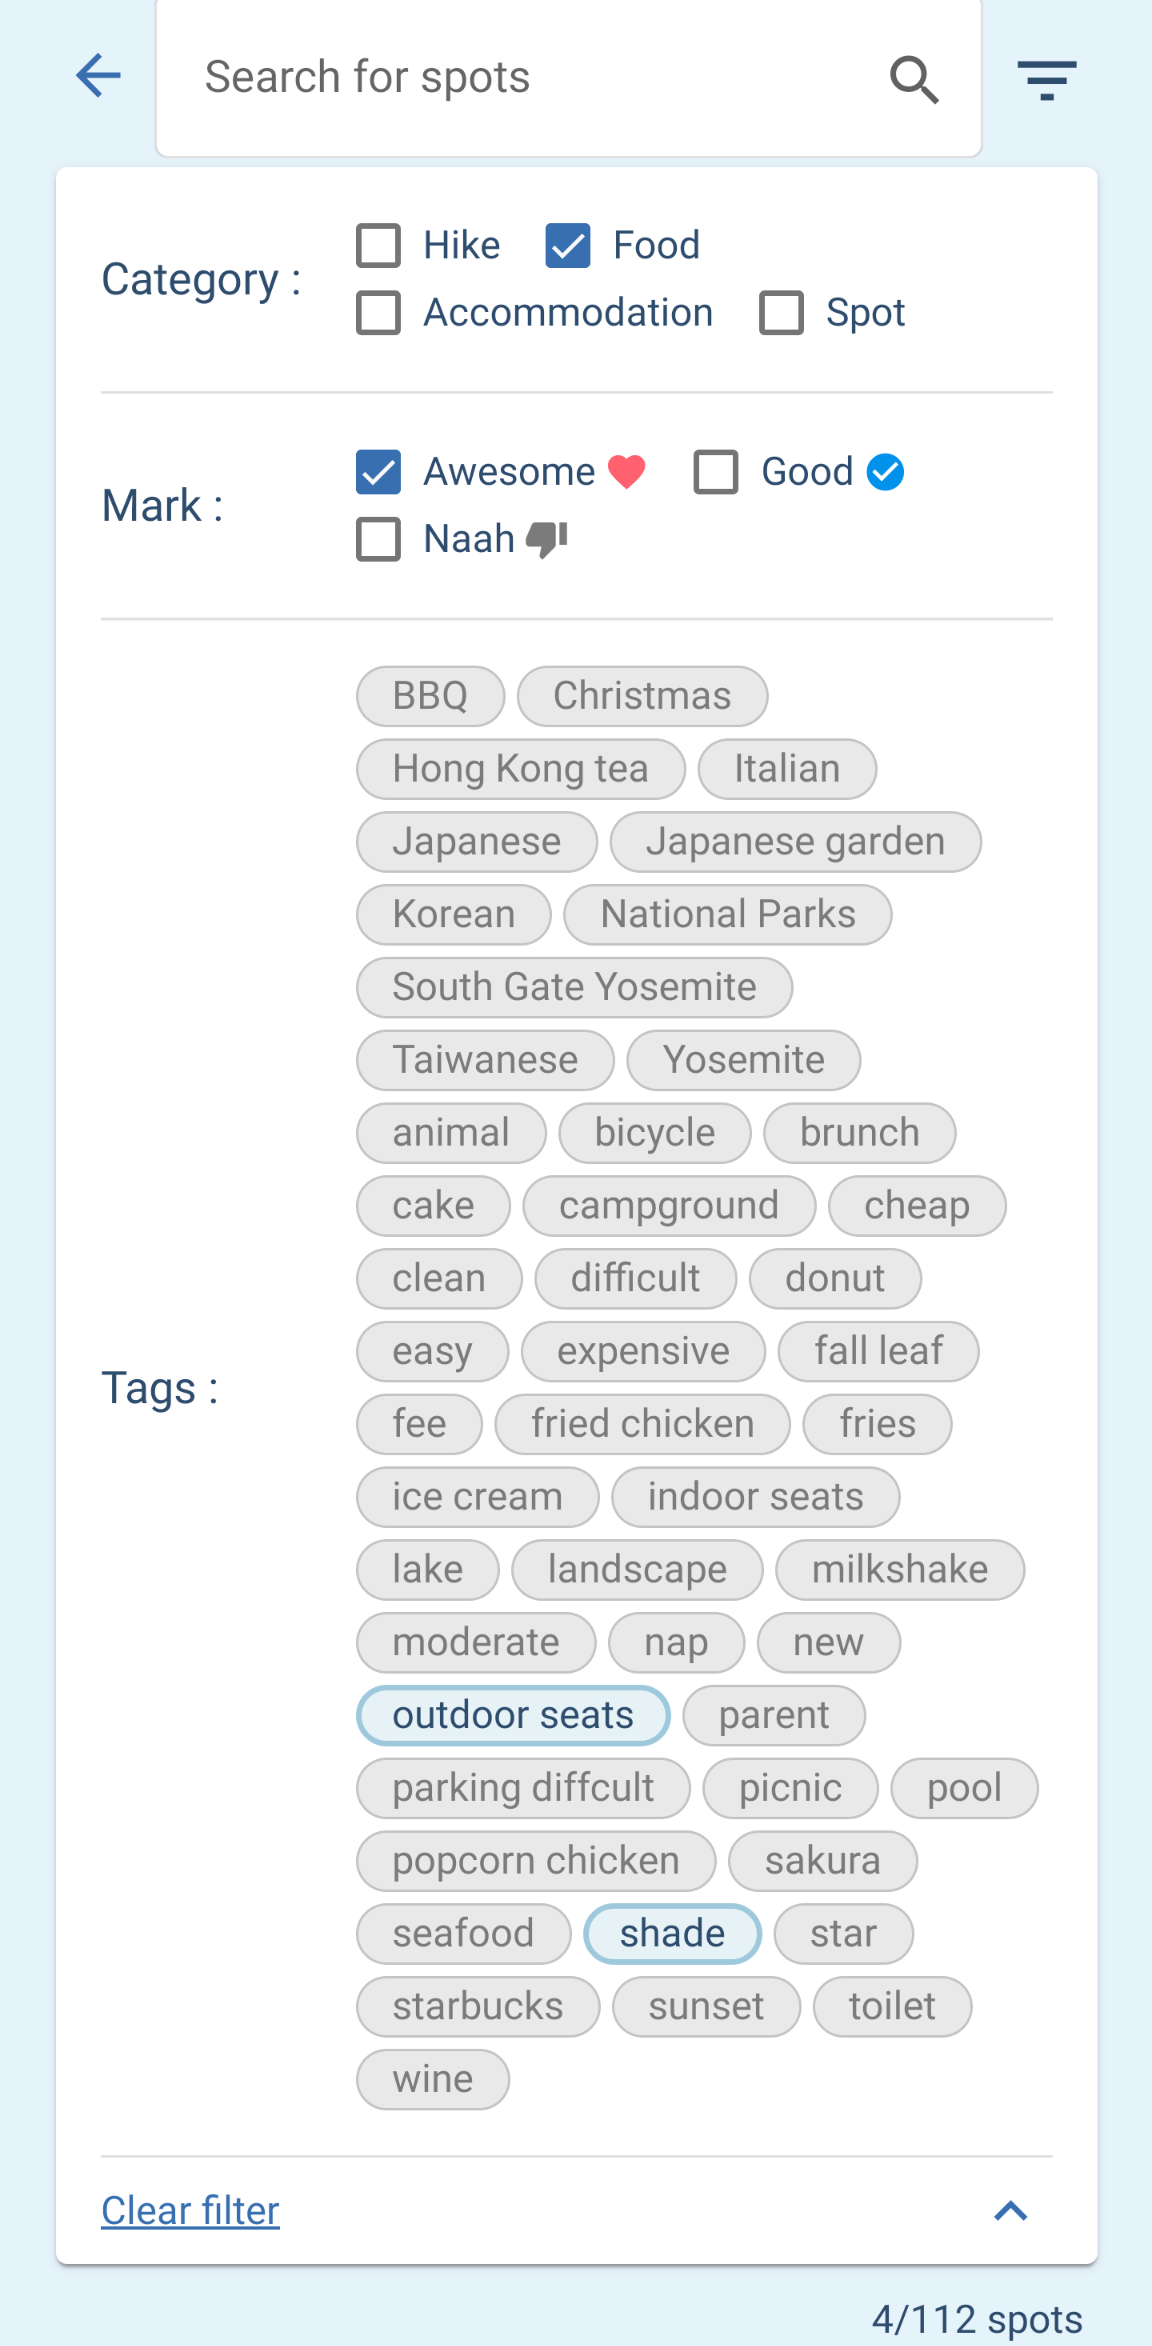 Search for spots
Category :
Hike Food
Accommodation Spot
Mark :
Awesome Good
Naah
Tags :
BBQ Christmas
Hong Kong tea Italian
Japanese Japanese garden
Korean National Parks
South Gate Yosemite
Taiwanese Yosemite
animal bicycle brunch
cake campground cheap
clean difficult donut
easy expensive fall leaf
fee fried chicken fries
ice cream indoor seats
lake landscape milkshake
moderate nap new
outdoor seats parent
parking diffcult picnic pool
popcorn chicken sakura
seafood shade star
starbucks sunset toilet
wine
Clear filter
4/112 spots